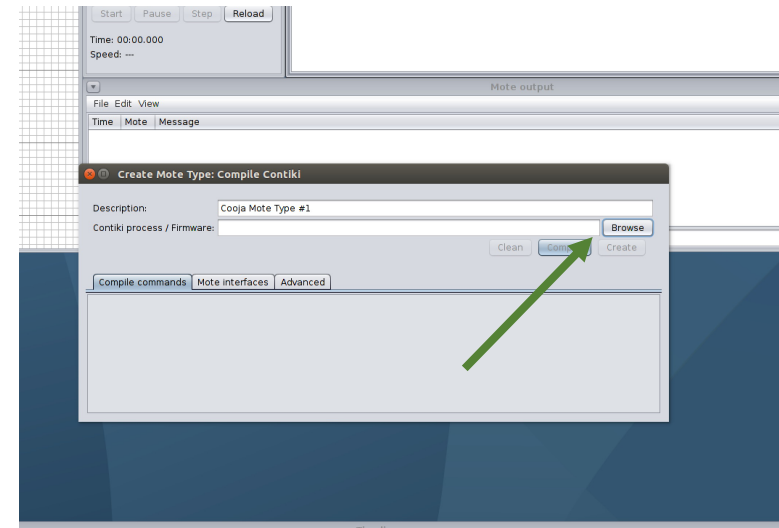 Start Pause Step Reload
Time: 00:00.000
Speed: ---
Mote output
File Edit View
Time Mote Message
Create Mote Type: Compile Contiki
Description: Cooja Mote Type #1
Contiki process / Firmware: Browse
Clean Create
Compile commands Mote interfaces Advanced